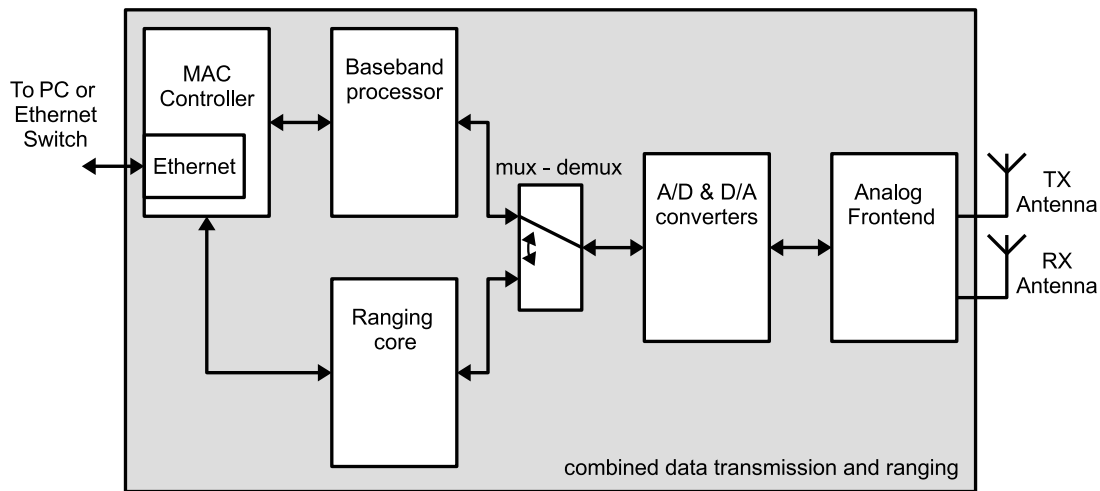 To PC or
Ethernet
Switch
MAC
Controller
Ethernet
Baseband
processor
mux - demux
Ranging
core
A/D & D/A
converters
Analog
Frontend
TX
Antenna
RX
Antenna
combined data transmission and ranging